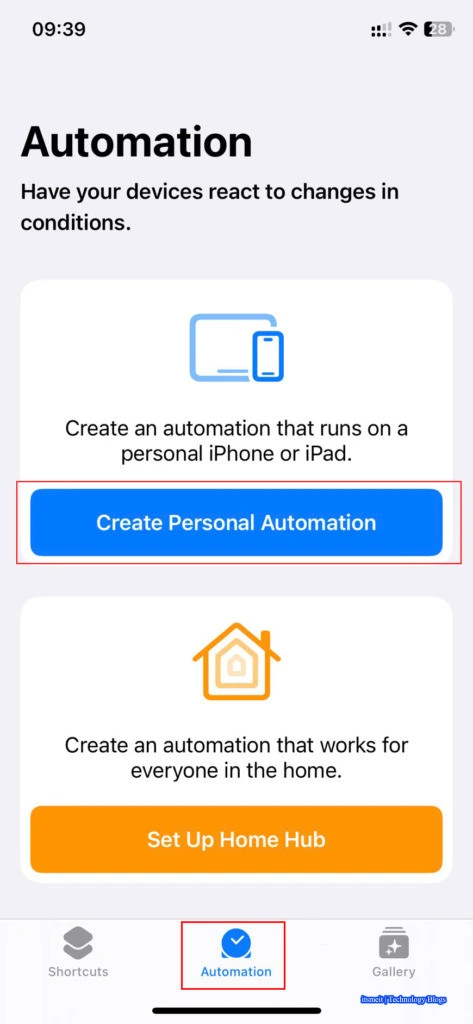 09:39
28
Automation
Have your devices react to changes in
conditions.
Create an automation that runs on a
personal iPhone or iPad.
Create Personal Automation
Create an automation that works for
everyone in the home.
Set Up Home Hub
Shortcuts
Automation
Gallery
itsmeit | Technology Blogs